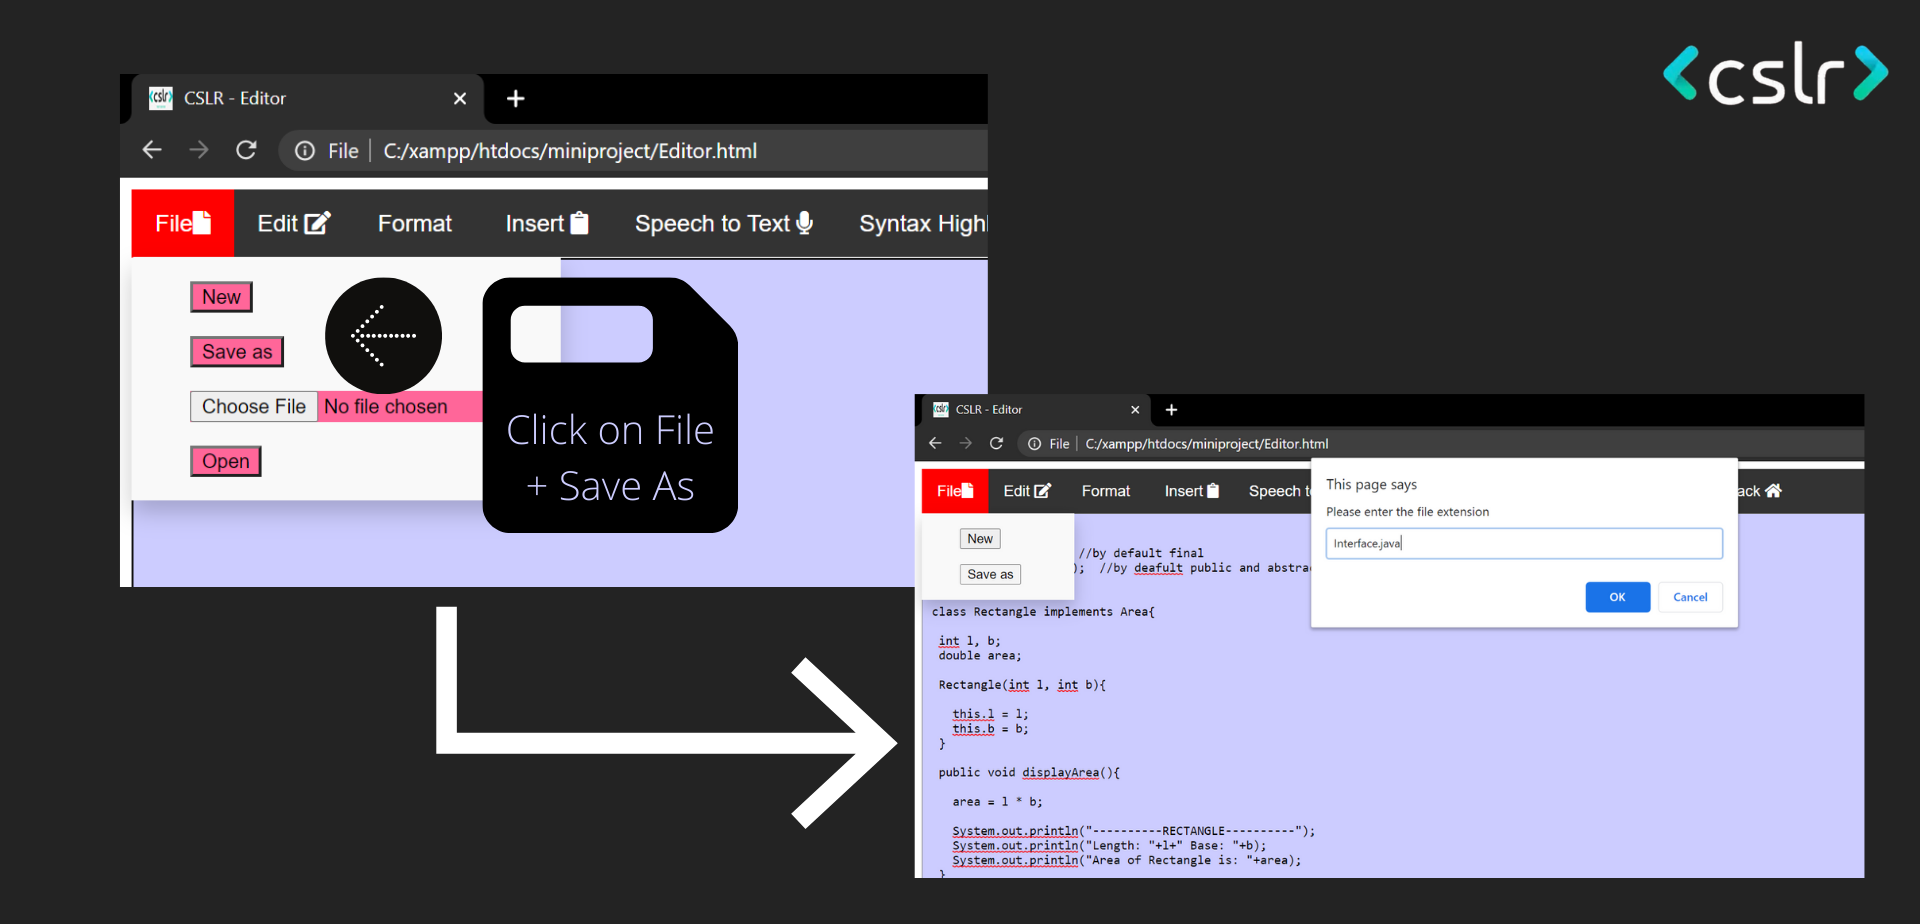 <cslr>
<cslr>
CSLR - Editor
File | C:/xampp/htdocs/miniproject/Editor.html
File Edit Format Insert Speech to Text Syntax Highl
New
Save as
Choose File No file chosen
Open
Click on File
+ Save As
<cslr>
CSLR - Editor
File | C:/xampp/htdocs/miniproject/Editor.html
File Edit Format Insert Speech to ack
New
Save as
This page says
Please enter the file extension
Interface.java
OK Cancel
//by default final
); //by deafult public and abstra
class Rectangle implements Area{
int l, b;
double area;
Rectangle(int l, int b){
this.l = l;
this.b = b;
}
public void displayArea(){
area = l * b;
System.out.println("----------RECTANGLE----------");
System.out.println("Length: "+l+" Base: "+b);
System.out.println("Area of Rectangle is: "+area);
}